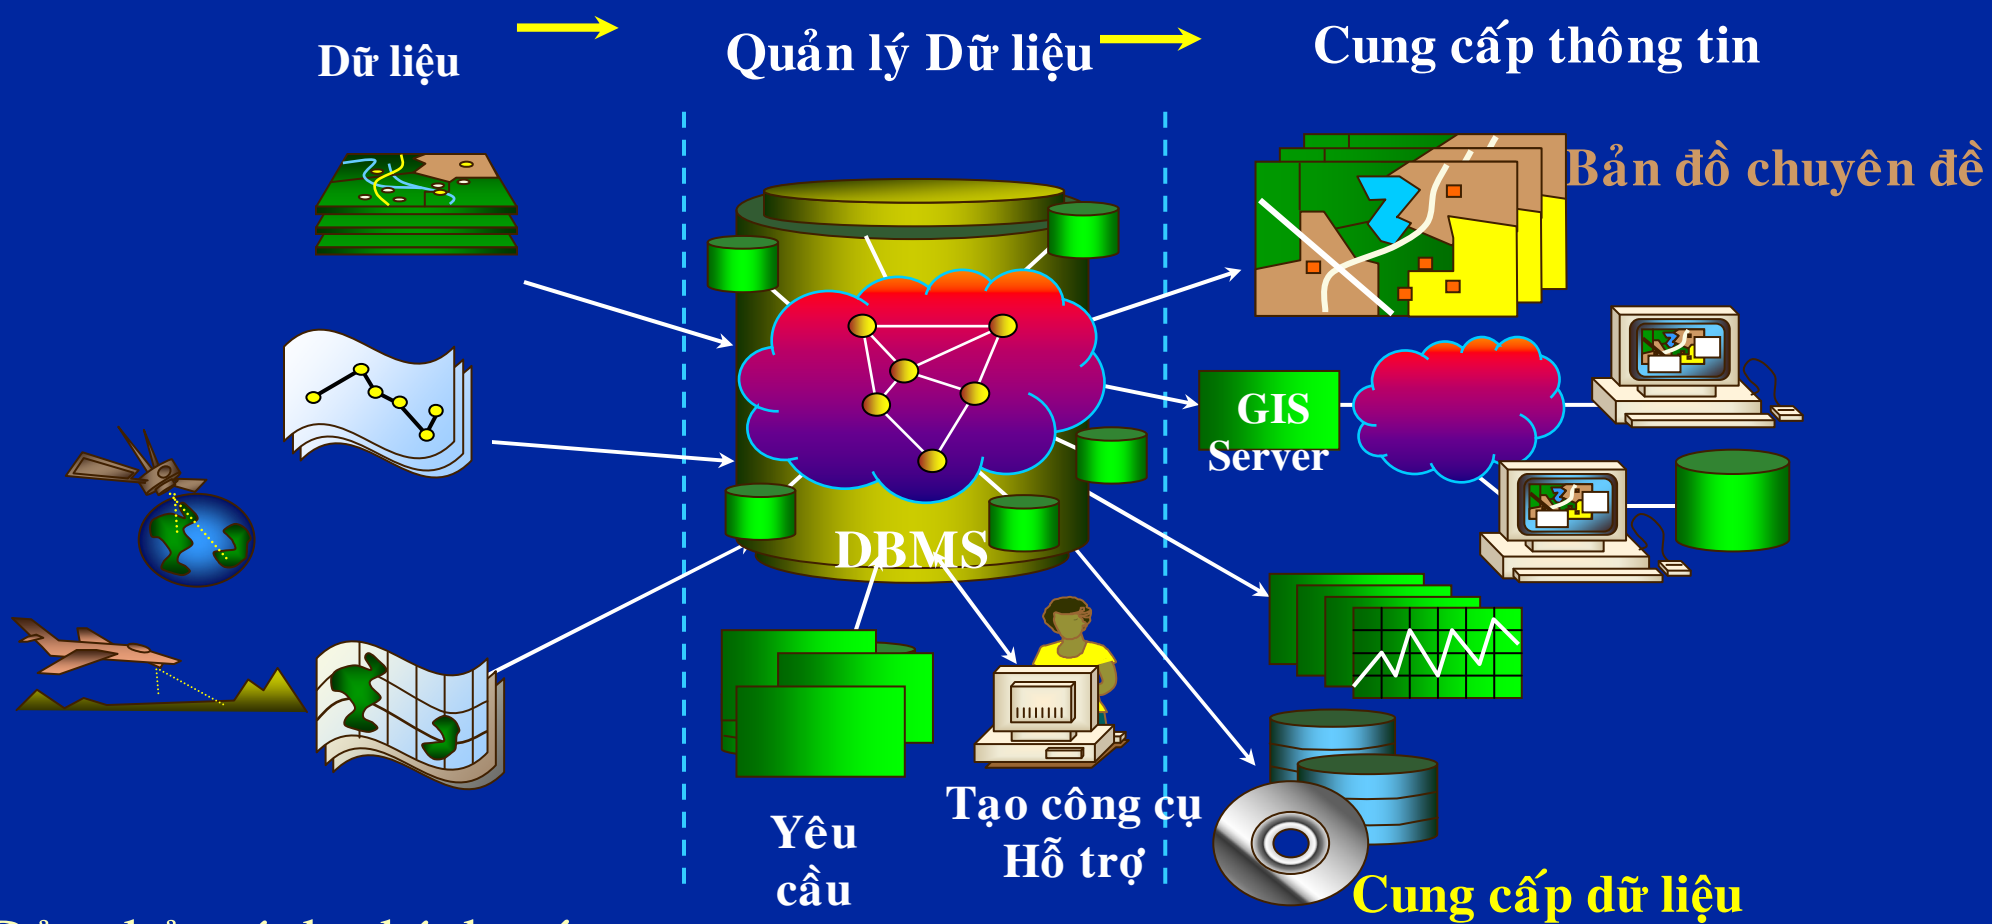 Dữ liệu
Quản lý Dữ liệu
Cung cấp thông tin
Bản đồ chuyên đề
GIS
Server
DBMS
Yêu
cầu
Tạo công cụ
Hỗ trợ
Cung cấp dữ liệu